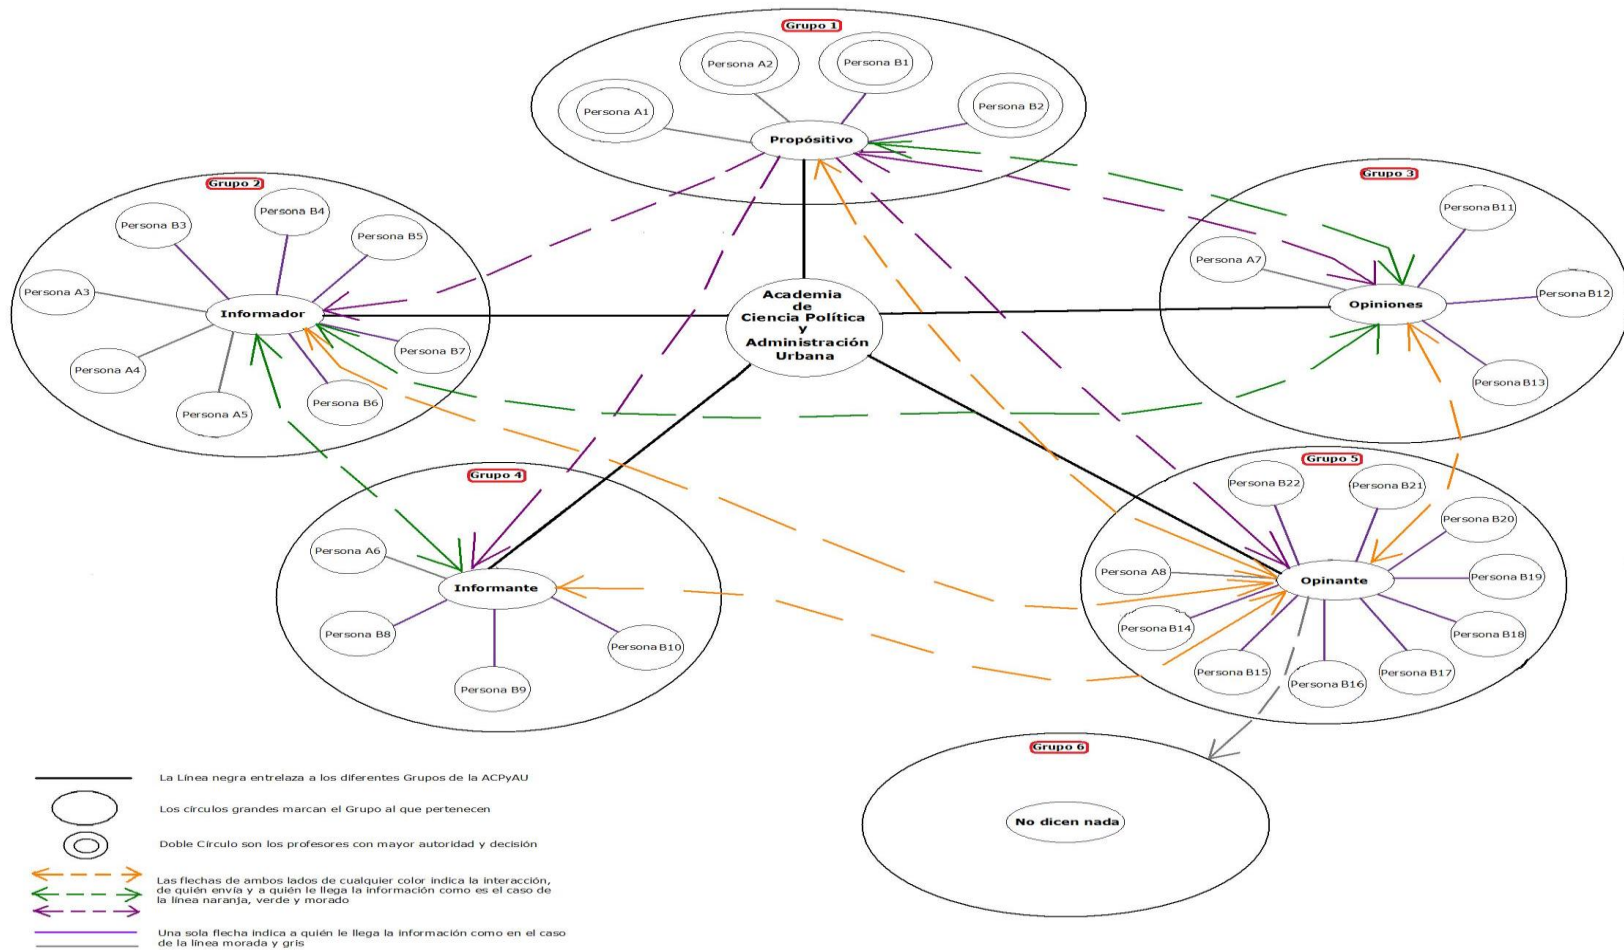 Grupo 1
Persona A1
Persona A2
Persona B1
Persona B2
Propósitivo
Grupo 2
Persona B3
Persona B4
Persona B5
Persona A3
Informador
Persona A4
Persona A5
Persona B6
Persona B7
Grupo 3
Persona B11
Persona A7
Persona B12
Opiniones
Persona B13
Academia
de
Ciencia Política
y
Administración
Urbana
Grupo 4
Persona A6
Informante
Persona B8
Persona B9
Persona B10
Grupo 5
Persona B22
Persona B21
Persona B20
Persona A8
Opinante
Persona B19
Persona B14
Persona B18
Persona B15
Persona B16
Persona B17
Grupo 6
No dicen nada
La Línea negra entrelaza a los diferentes Grupos de la ACPyAU
Los círculos grandes marcan el Grupo al que pertenecen
Doble Círculo son los profesores con mayor autoridad y decisión
Las flechas de ambos lados de cualquier color indica la interacción,
de quién envía y a quién le llega la información como es el caso de
la línea naranja, verde y morado
Una sola flecha indica a quién le llega la información como en el caso
de la línea morada y gris